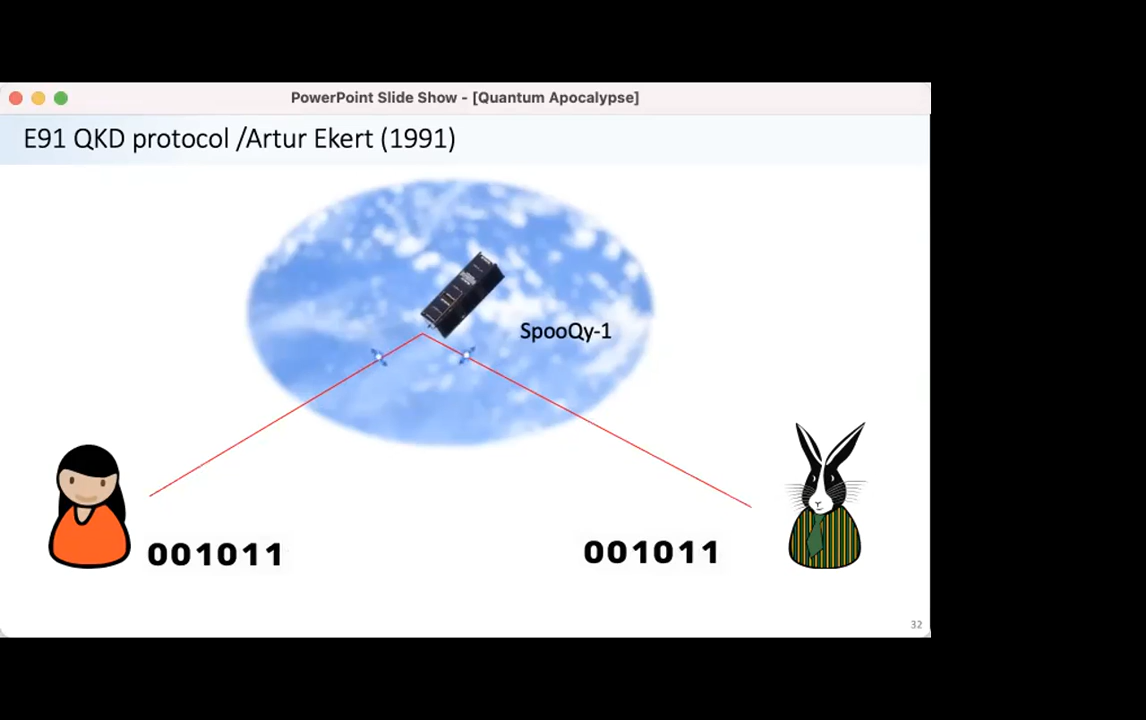 PowerPoint Slide Show - [Quantum Apocalypse]
E91 QKD protocol /Artur Ekert (1991)
SpooQy-1
001011
001011
32